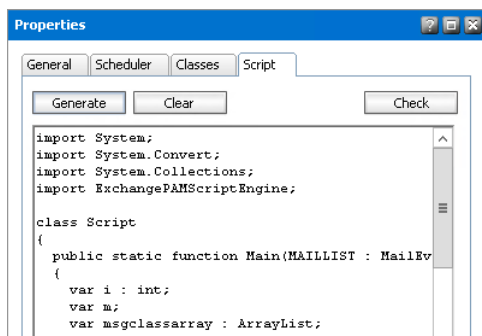 Properties
General Scheduler Classes Script
Generate Clear Check
import System;
import System.Convert;
import System.Collections;
import ExchangePAMScriptEngine;
class Script
{
public static function Main(MAILLIST : MailEv
{
var i : int;
var m;
var msgclassarray : ArrayList;